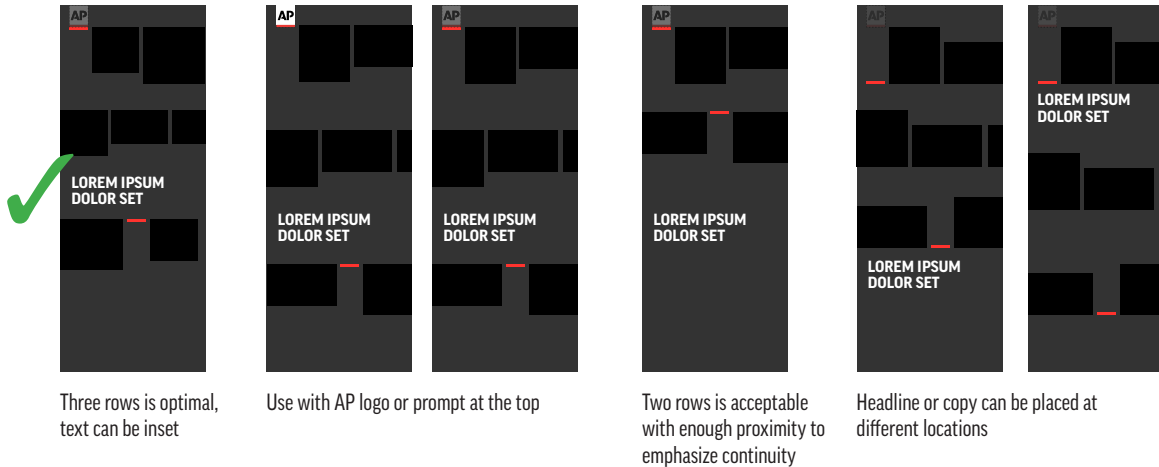 AP
LOREM IPSUM
DOLOR SET
Three rows is optimal,
text can be inset
AP
LOREM IPSUM
DOLOR SET
AP
LOREM IPSUM
DOLOR SET
Use with AP logo or prompt at the top
AP
LOREM IPSUM
DOLOR SET
Two rows is acceptable
with enough proximity to
emphasize continuity
AP
LOREM IPSUM
DOLOR SET
AP
LOREM IPSUM
DOLOR SET
Headline or copy can be placed at
different locations